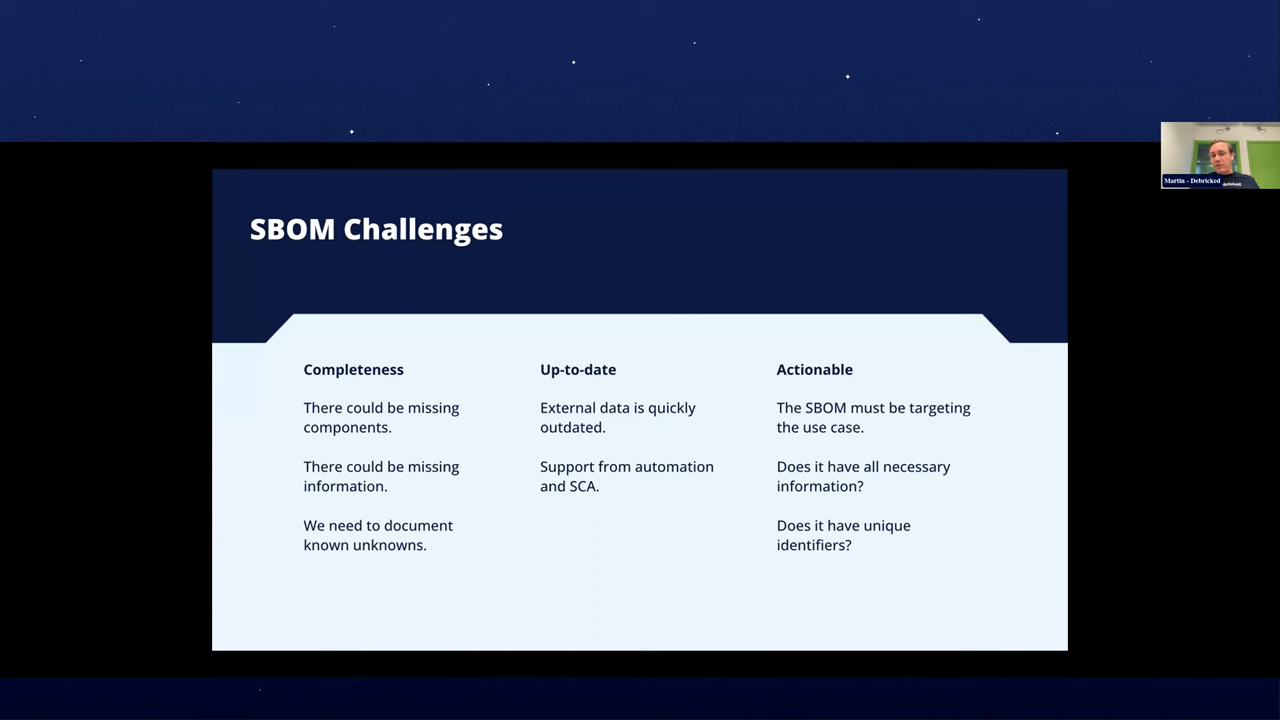 SBOM Challenges
Completeness
There could be missing
components.
There could be missing
information.
We need to document
known unknowns.
Up-to-date
External data is quickly
outdated.
Support from automation
and SCA.
Actionable
The SBOM must be targeting
the use case.
Does it have all necessary
information?
Does it have unique
identifiers?
Martin - Debricked